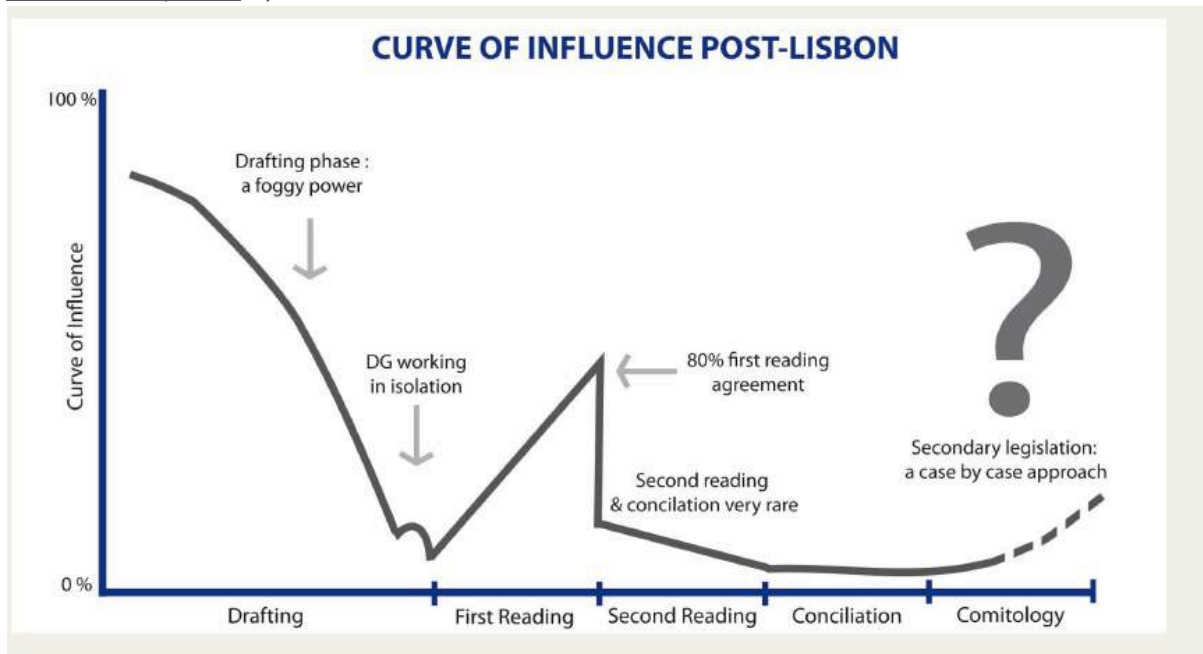 CURVE OF INFLUENCE POST-LISBON
100 %
Drafting phase :
a foggy power
Curve of Influence
DG working
in isolation
80% first reading
agreement
?
Secondary legislation:
a case by case approach
Second reading
& concilation very rare
0 %
Drafting
First Reading
Second Reading
Conciliation
Comitology